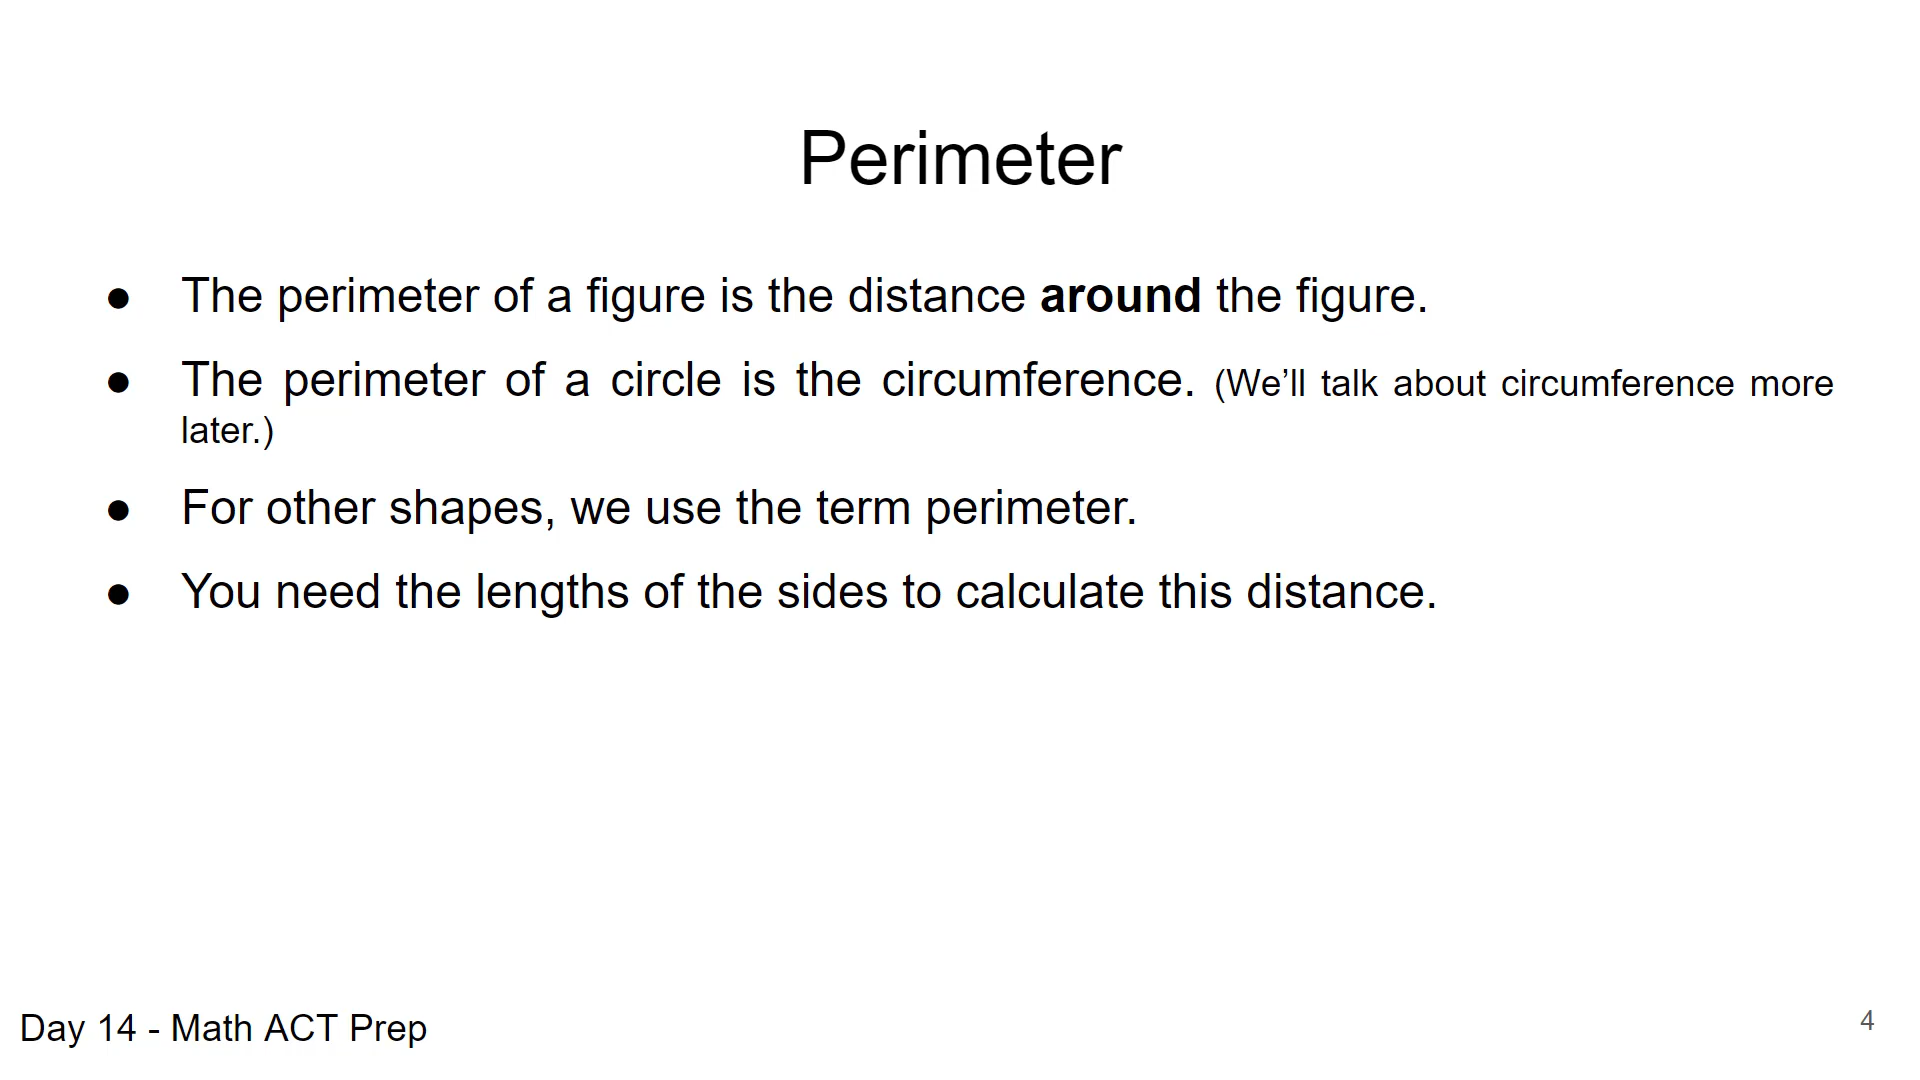 Perimeter
● The perimeter of a figure is the distance around the figure.
● The perimeter of a circle is the circumference. (We’ll talk about circumference more
later.)
● For other shapes, we use the term perimeter.
● You need the lengths of the sides to calculate this distance.
Day 14 - Math ACT Prep
4